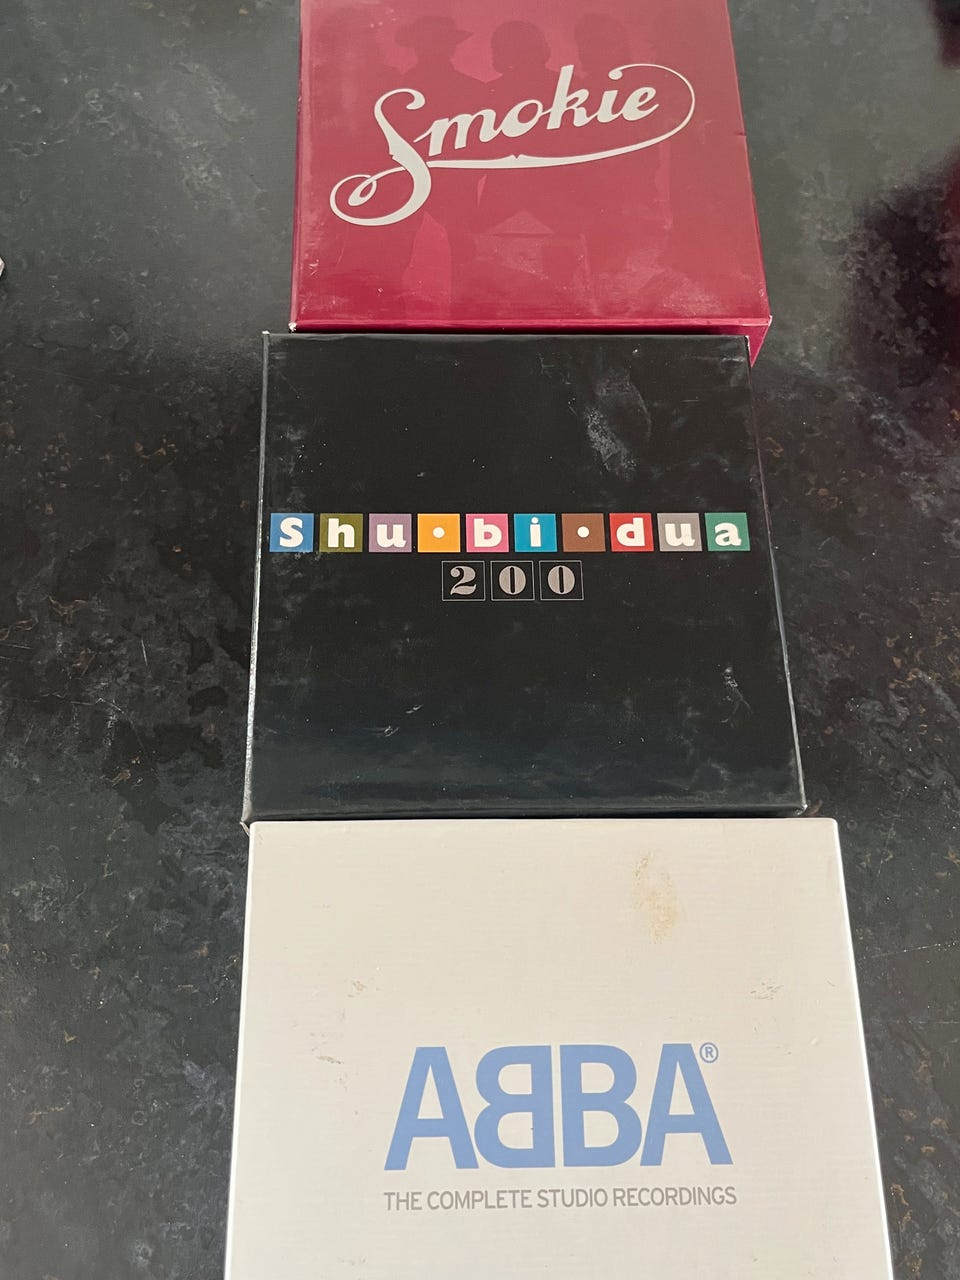 Smokie
Shu·bi·dua
200
ABBA®
THE COMPLETE STUDIO RECORDINGS